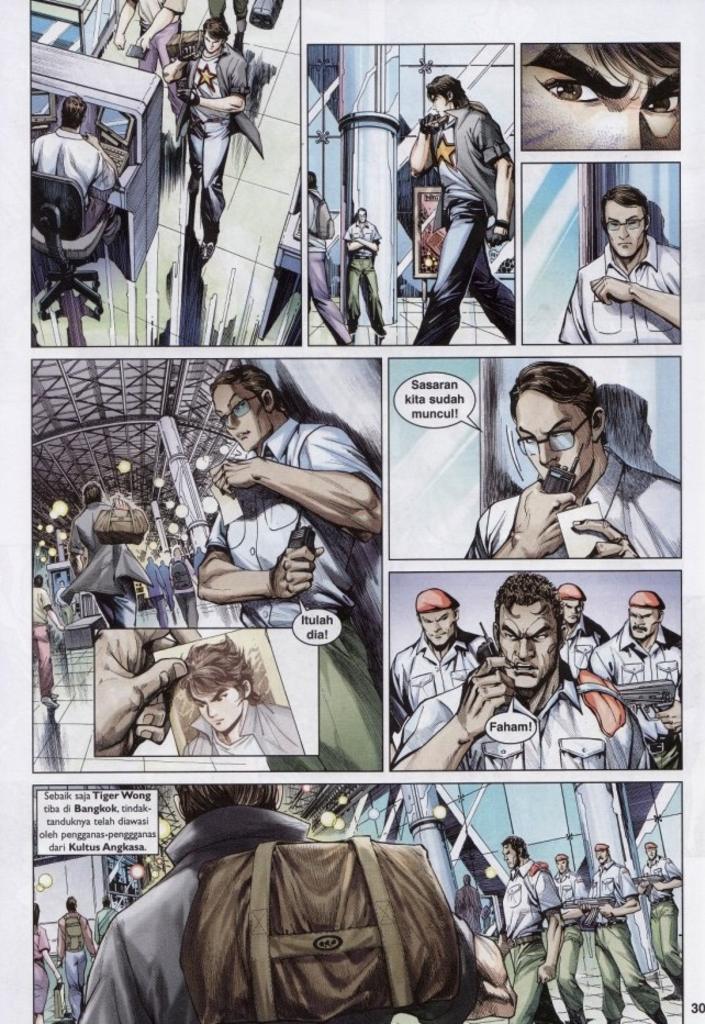 Sasaran
kita sudah
muncul!
Itulah
dia!
Faham!
Sebaik saja Tiger Wong
tiba di Bangkok, tindak-
tanduknya telah diawasi
oleh pengganas-penggganas
dari Kultus Angkasa.
30